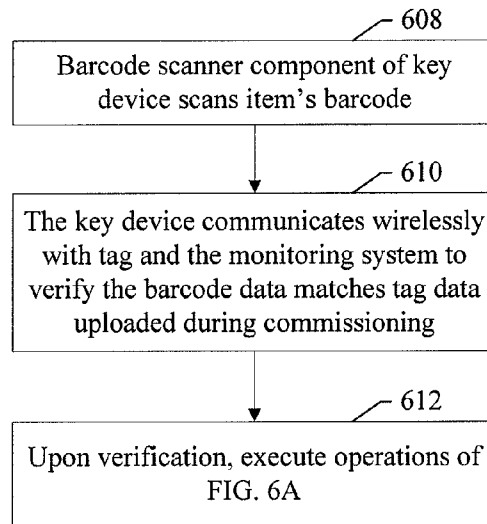 608
Barcode scanner component of key
device scans item's barcode
610
The key device communicates wirelessly
with tag and the monitoring system to
verify the barcode data matches tag data
uploaded during commissioning
612
Upon verification, execute operations of
FIG. 6A